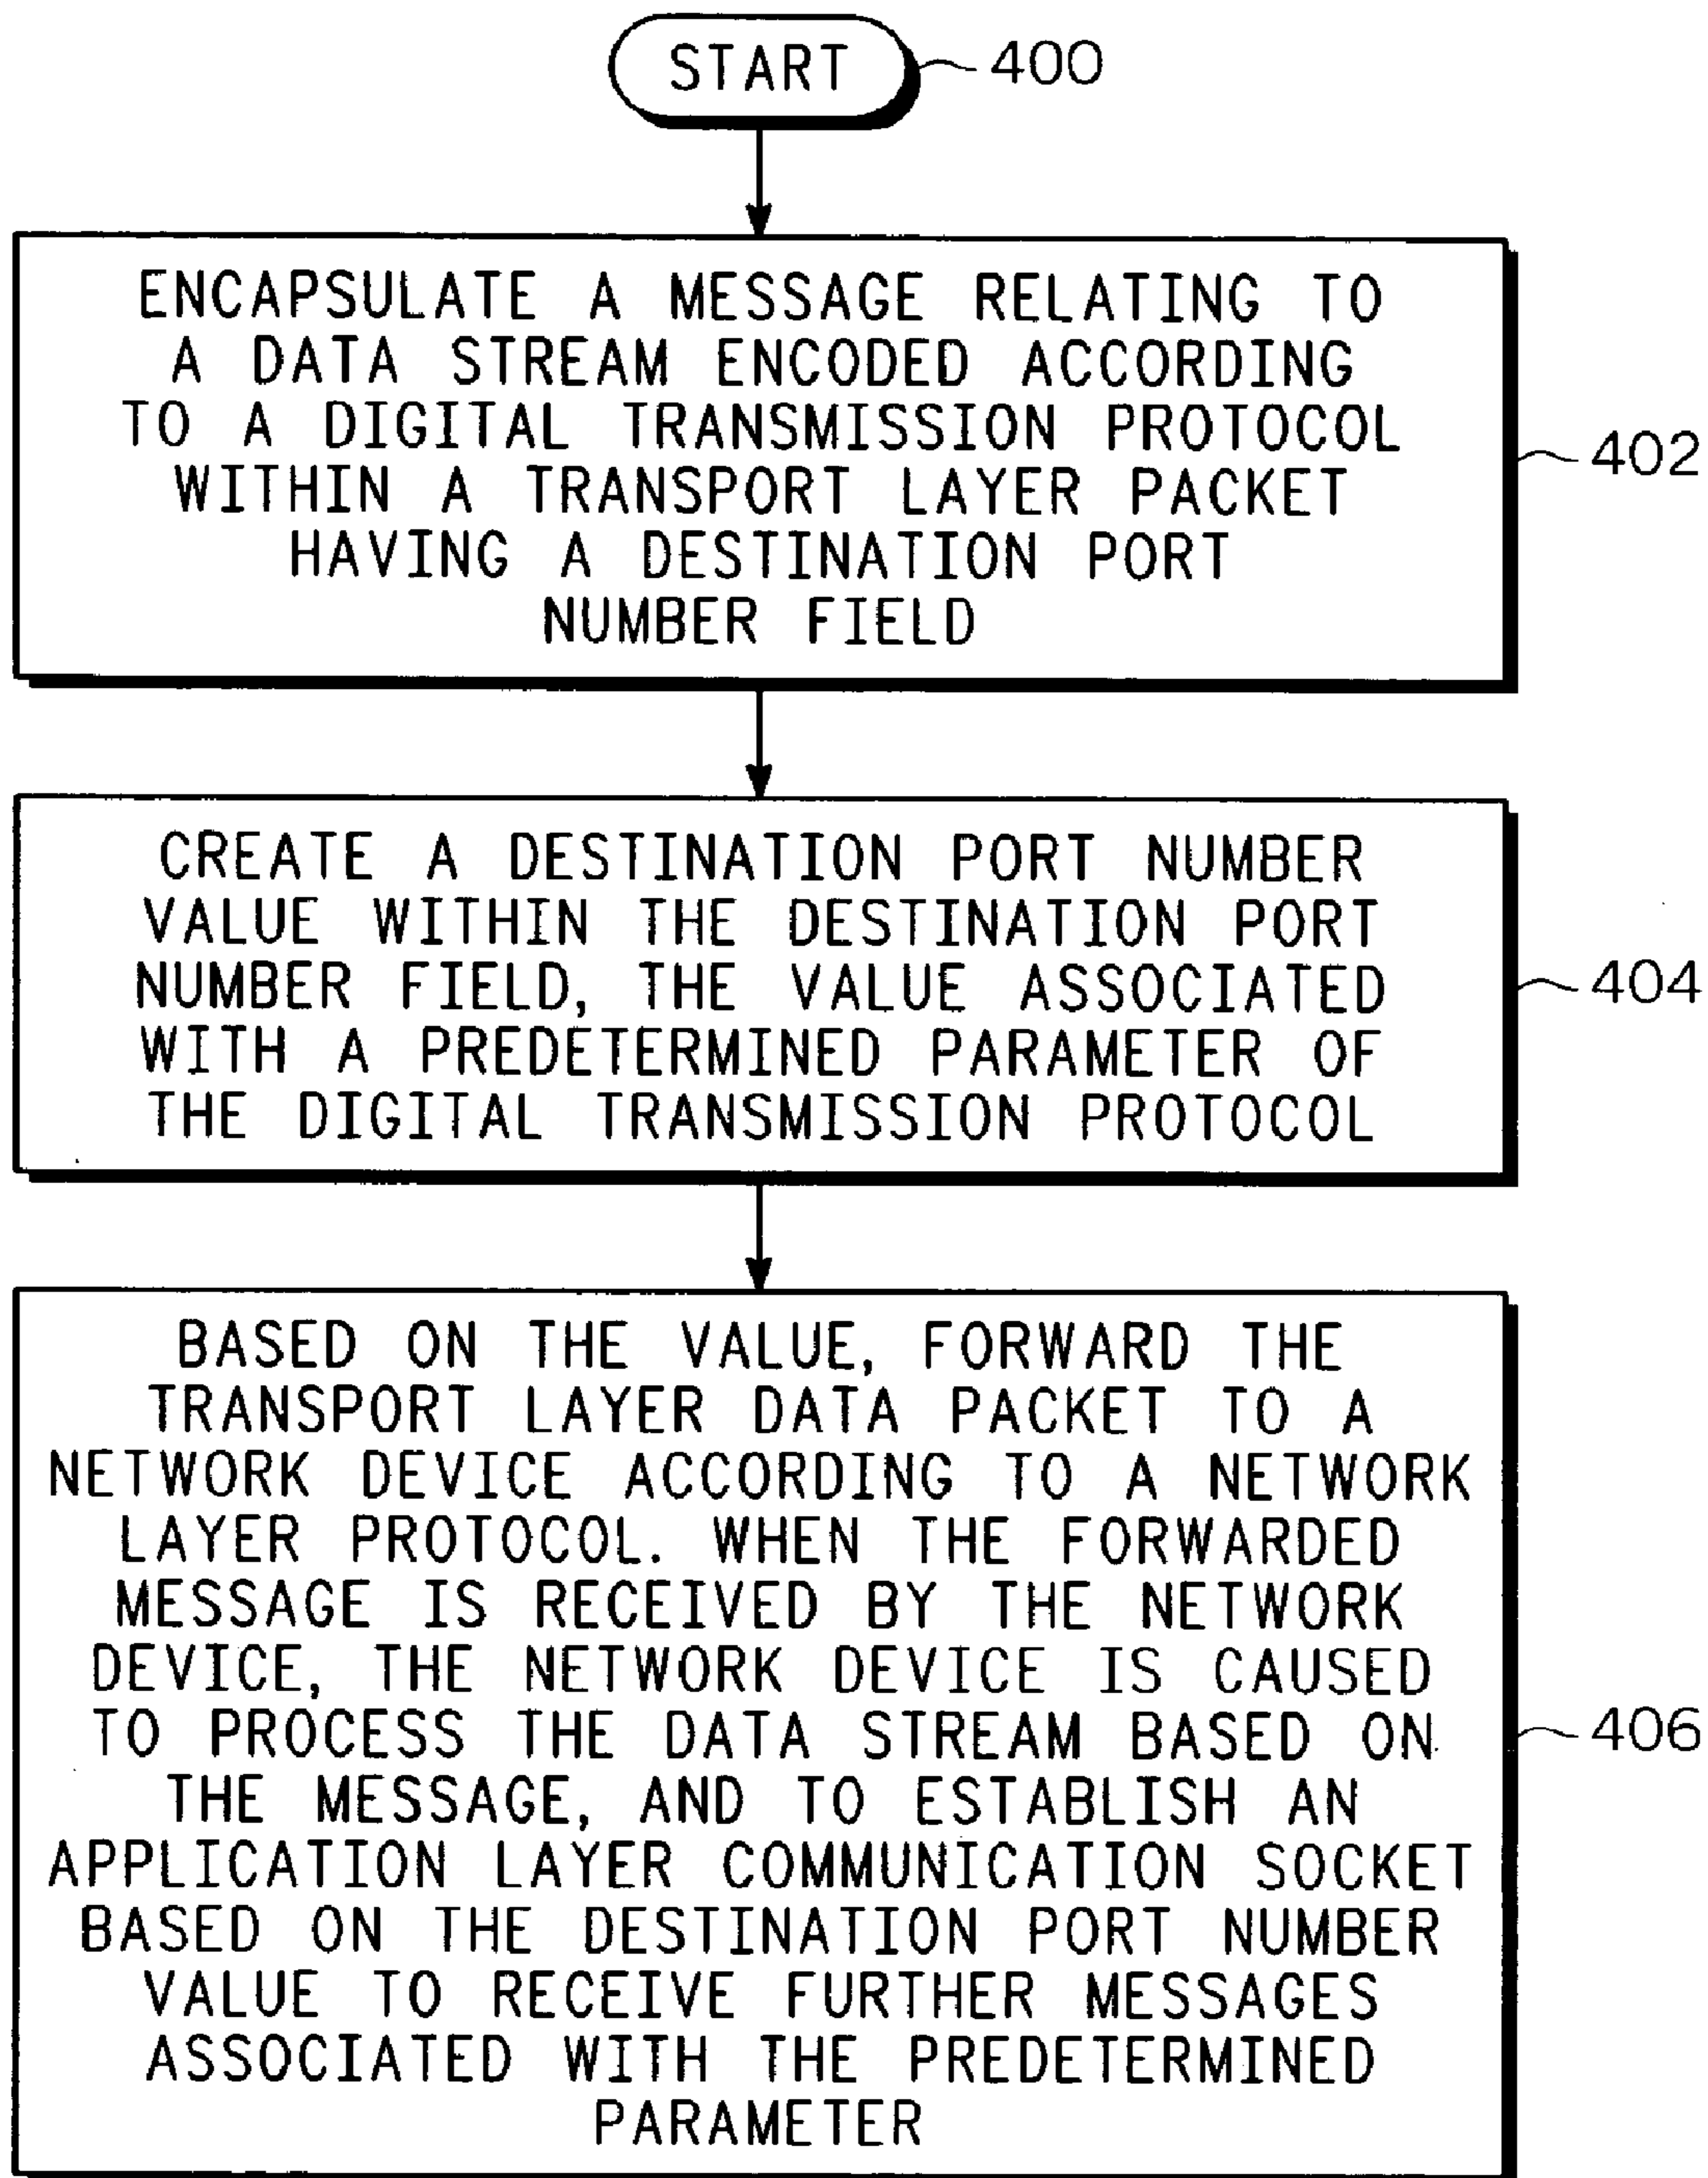 START
400
ENCAPSULATE A MESSAGE RELATING TO
A DATA STREAM ENCODED ACCORDING
TO A DIGITAL TRANSMISSION PROTOCOL
WITHIN A TRANSPORT LAYER PACKET
HAVING A DESTINATION PORT
NUMBER FIELD
402
CREATE A DESTINATION PORT NUMBER
VALUE WITHIN THE DESTINATION PORT
NUMBER FIELD, THE VALUE ASSOCIATED
WITH A PREDETERMINED PARAMETER OF
THE DIGITAL TRANSMISSION PROTOCOL
404
BASED ON THE VALUE, FORWARD THE
TRANSPORT LAYER DATA PACKET TO A
NETWORK DEVICE ACCORDING TO A NETWORK
LAYER PROTOCOL. WHEN THE FORWARDED
MESSAGE IS RECEIVED BY THE NETWORK
DEVICE, THE NETWORK DEVICE IS CAUSED
TO PROCESS THE DATA STREAM BASED ON
THE MESSAGE, AND TO ESTABLISH AN
APPLICATION LAYER COMMUNICATION SOCKET
BASED ON THE DESTINATION PORT NUMBER
VALUE TO RECEIVE FURTHER MESSAGES
ASSOCIATED WITH THE PREDETERMINED
PARAMETER
406